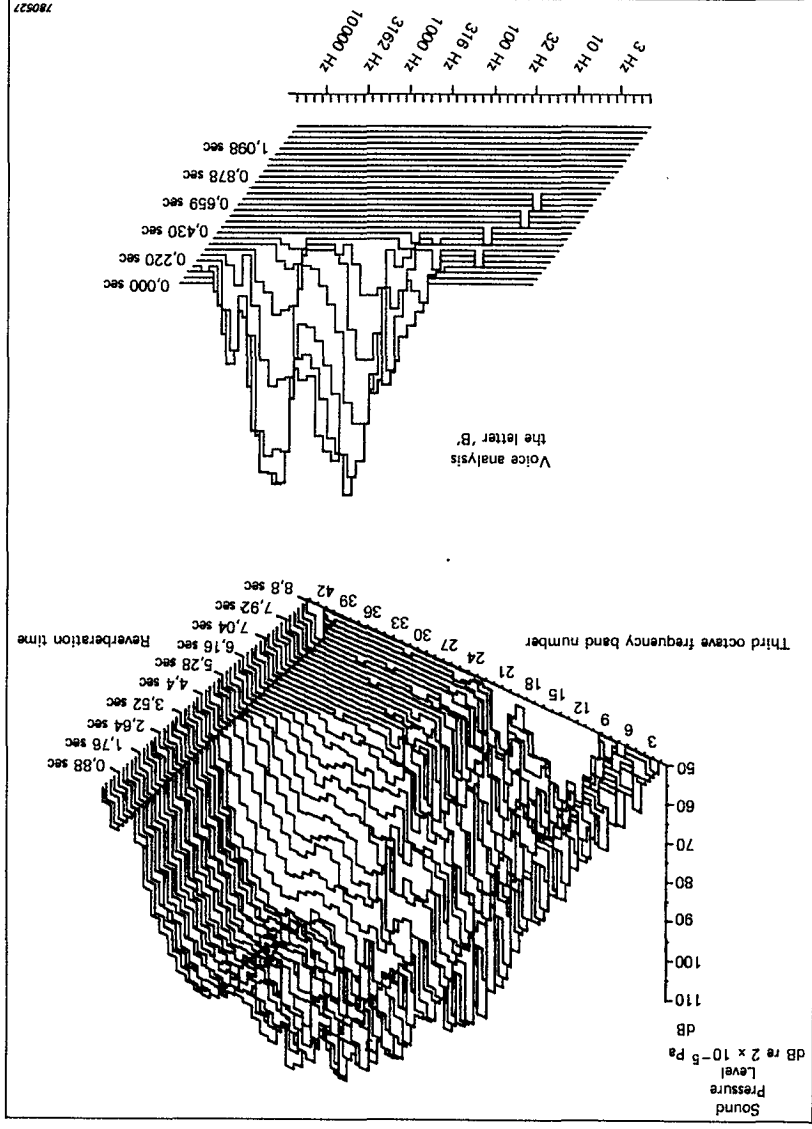 Sound
Pressure
Level
dB re 2 × 10⁻⁵ Pa
dB
110
100
90
80
70
60
50
3
6
9
12
15
18
21
24
27
30
33
36
39
42
Third octave frequency band number
0,88 sec
1,76 sec
2,64 sec
3,52 sec
4,4 sec
5,28 sec
6,16 sec
7,04 sec
7,92 sec
8,8 sec
Reverberation time
Voice analysis
the letter 'B'
0,000 sec
0,220 sec
0,430 sec
0,659 sec
0,878 sec
1,098 sec
3 Hz
10 Hz
32 Hz
100 Hz
316 Hz
1000 Hz
3162 Hz
10000 Hz
780527